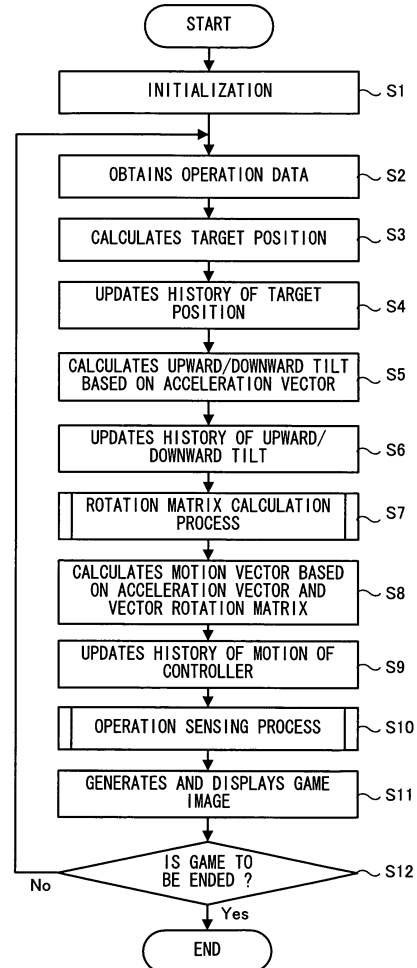 START
INITIALIZATION
S1
OBTAINS OPERATION DATA
S2
CALCULATES TARGET POSITION
S3
UPDATES HISTORY OF TARGET
POSITION
S4
CALCULATES UPWARD/DOWNWARD TILT
BASED ON ACCELERATION VECTOR
S5
UPDATES HISTORY OF UPWARD/
DOWNWARD TILT
S6
ROTATION MATRIX CALCULATION
PROCESS
S7
CALCULATES MOTION VECTOR BASED
ON ACCELERATION VECTOR AND
VECTOR ROTATION MATRIX
S8
UPDATES HISTORY OF MOTION OF
CONTROLLER
S9
OPERATION SENSING PROCESS
S10
GENERATES AND DISPLAYS GAME
IMAGE
S11
IS GAME TO
BE ENDED ?
S12
No
Yes
END